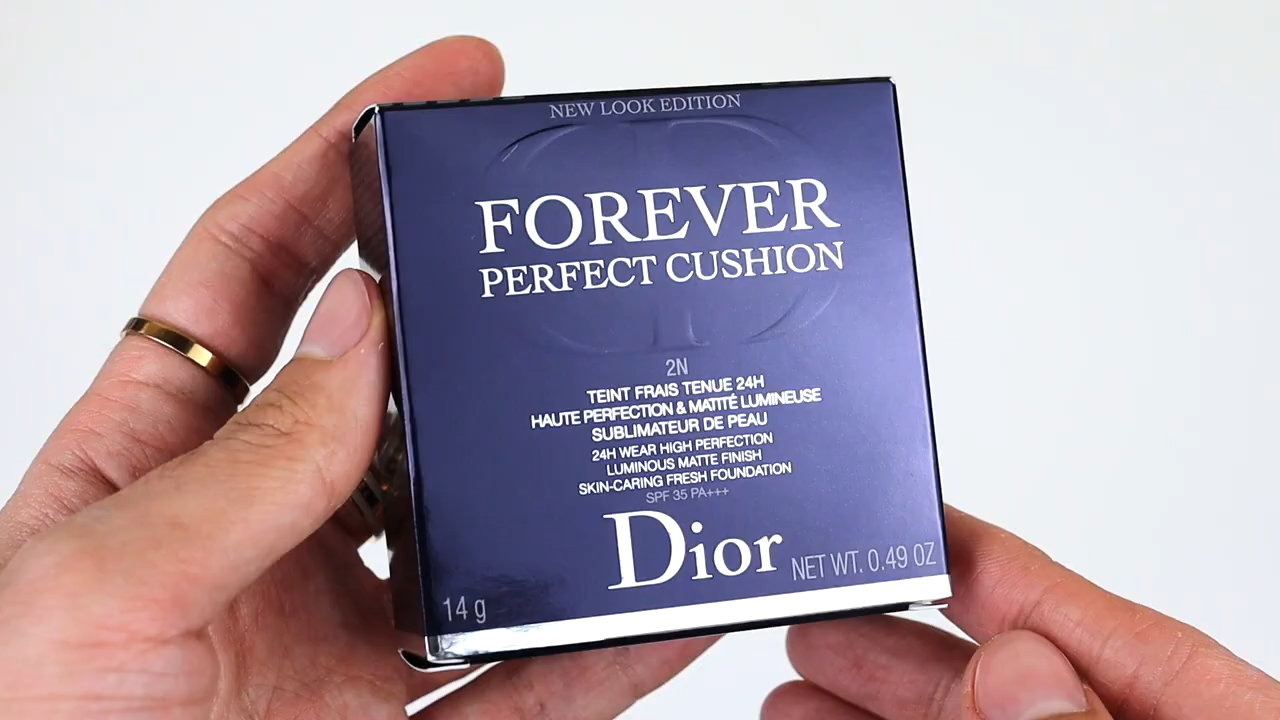 NEW LOOK EDITION
FOREVER
PERFECT CUSHION
2N
TEINT FRAIS TENUE 24H
HAUTE PERFECTION & MATITÉ LUMINEUSE
SUBLIMATEUR DE PEAU
24H WEAR HIGH PERFECTION
LUMINOUS MATTE FINISH
SKIN-CARING FRESH FOUNDATION
SPF 35 PA+++
Dior
14 g
NET WT. 0.49 OZ